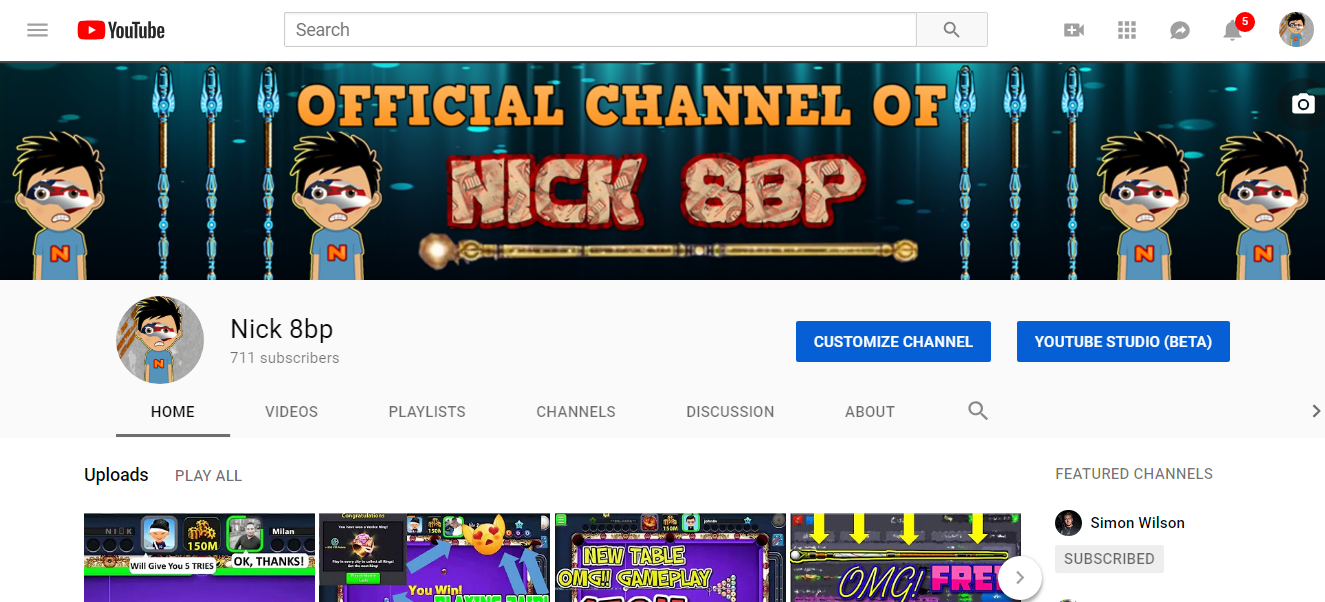 YouTube
Search
5
OFFICIAL CHANNEL OF
NICK 8BP
N N N N
Nick 8bp
711 subscribers
N
CUSTOMIZE CHANNEL YOUTUBE STUDIO (BETA)
HOME VIDEOS PLAYLISTS CHANNELS DISCUSSION ABOUT
Uploads PLAY ALL
FEATURED CHANNELS
Simon Wilson
SUBSCRIBED
150M
Milan
Will Give You 5 TRIES
OK, THANKS!
Congratulations
150M
You Win!
NEW TABLE
OMG!! GAMEPLAY
OMG! FREE